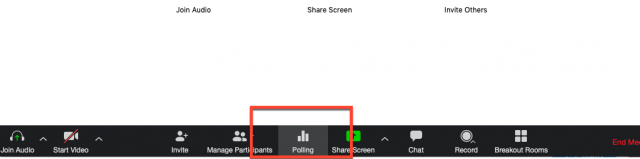 Join Audio Share Screen Invite Others
Join Audio Start Video Invite Manage Participants Polling Share Screen Chat Record Breakout Rooms End Me